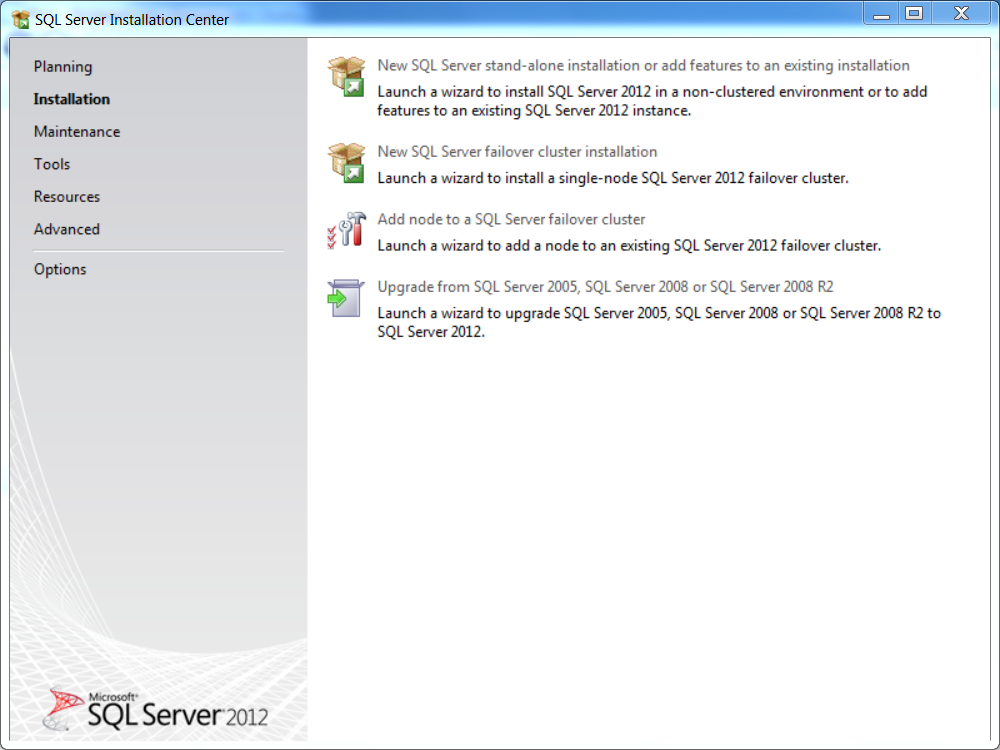 SQL Server Installation Center
Planning
Installation
Maintenance
Tools
Resources
Advanced
Options
New SQL Server stand-alone installation or add features to an existing installation
Launch a wizard to install SQL Server 2012 in a non-clustered environment or to add
features to an existing SQL Server 2012 instance.
New SQL Server failover cluster installation
Launch a wizard to install a single-node SQL Server 2012 failover cluster.
Add node to a SQL Server failover cluster
Launch a wizard to add a node to an existing SQL Server 2012 failover cluster.
Upgrade from SQL Server 2005, SQL Server 2008 or SQL Server 2008 R2
Launch a wizard to upgrade SQL Server 2005, SQL Server 2008 or SQL Server 2008 R2 to
SQL Server 2012.
Microsoft®
SQL Server 2012